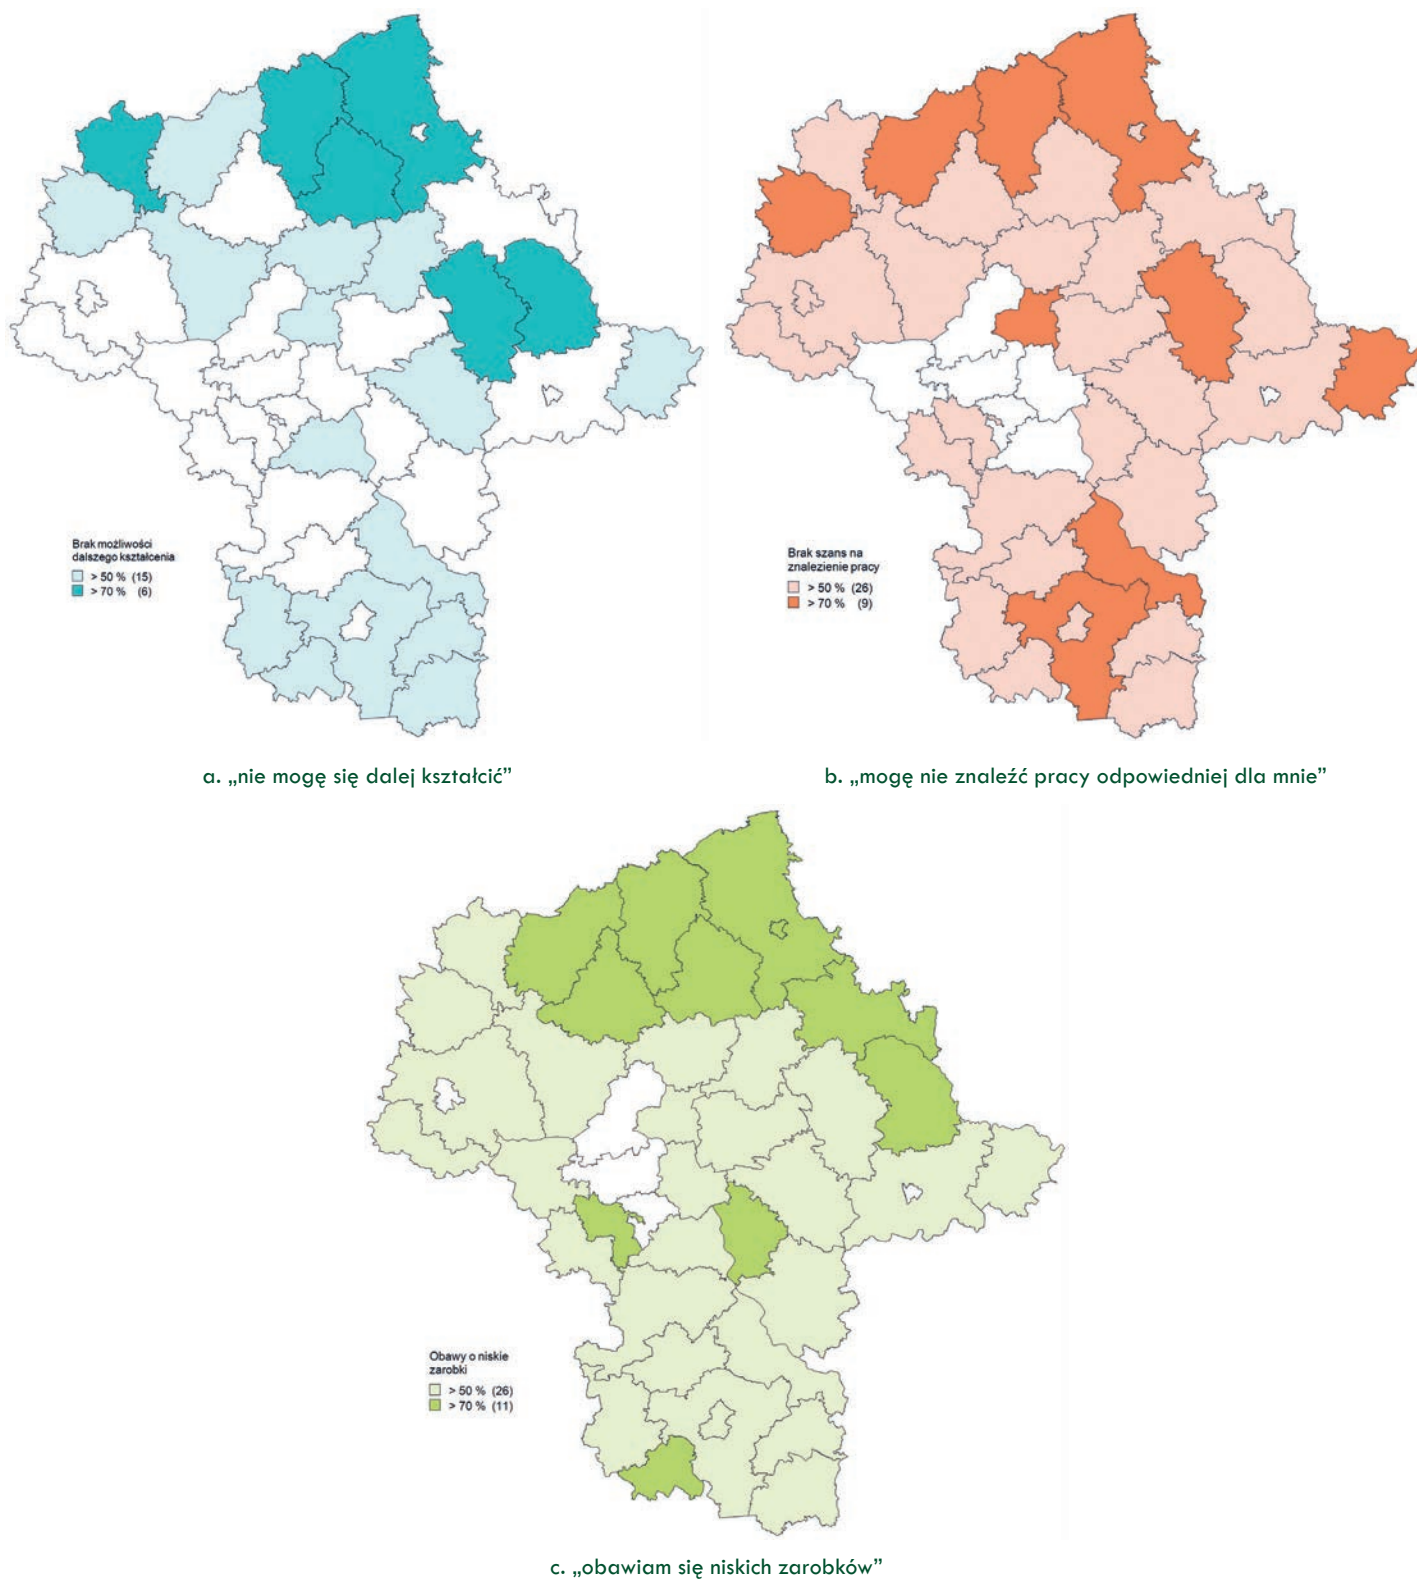 Brak możliwości
dalszego kształcenia
> 50 % (15)
> 70 % (6)
Brak szans na
znalezienie pracy
> 50 % (26)
> 70 % (9)
a. „nie mogę się dalej kształcić”
b. „mogę nie znaleźć pracy odpowiedniej dla mnie”
Obawy o niskie
zarobki
> 50 % (26)
> 70 % (11)
c. „obawiam się niskich zarobków”